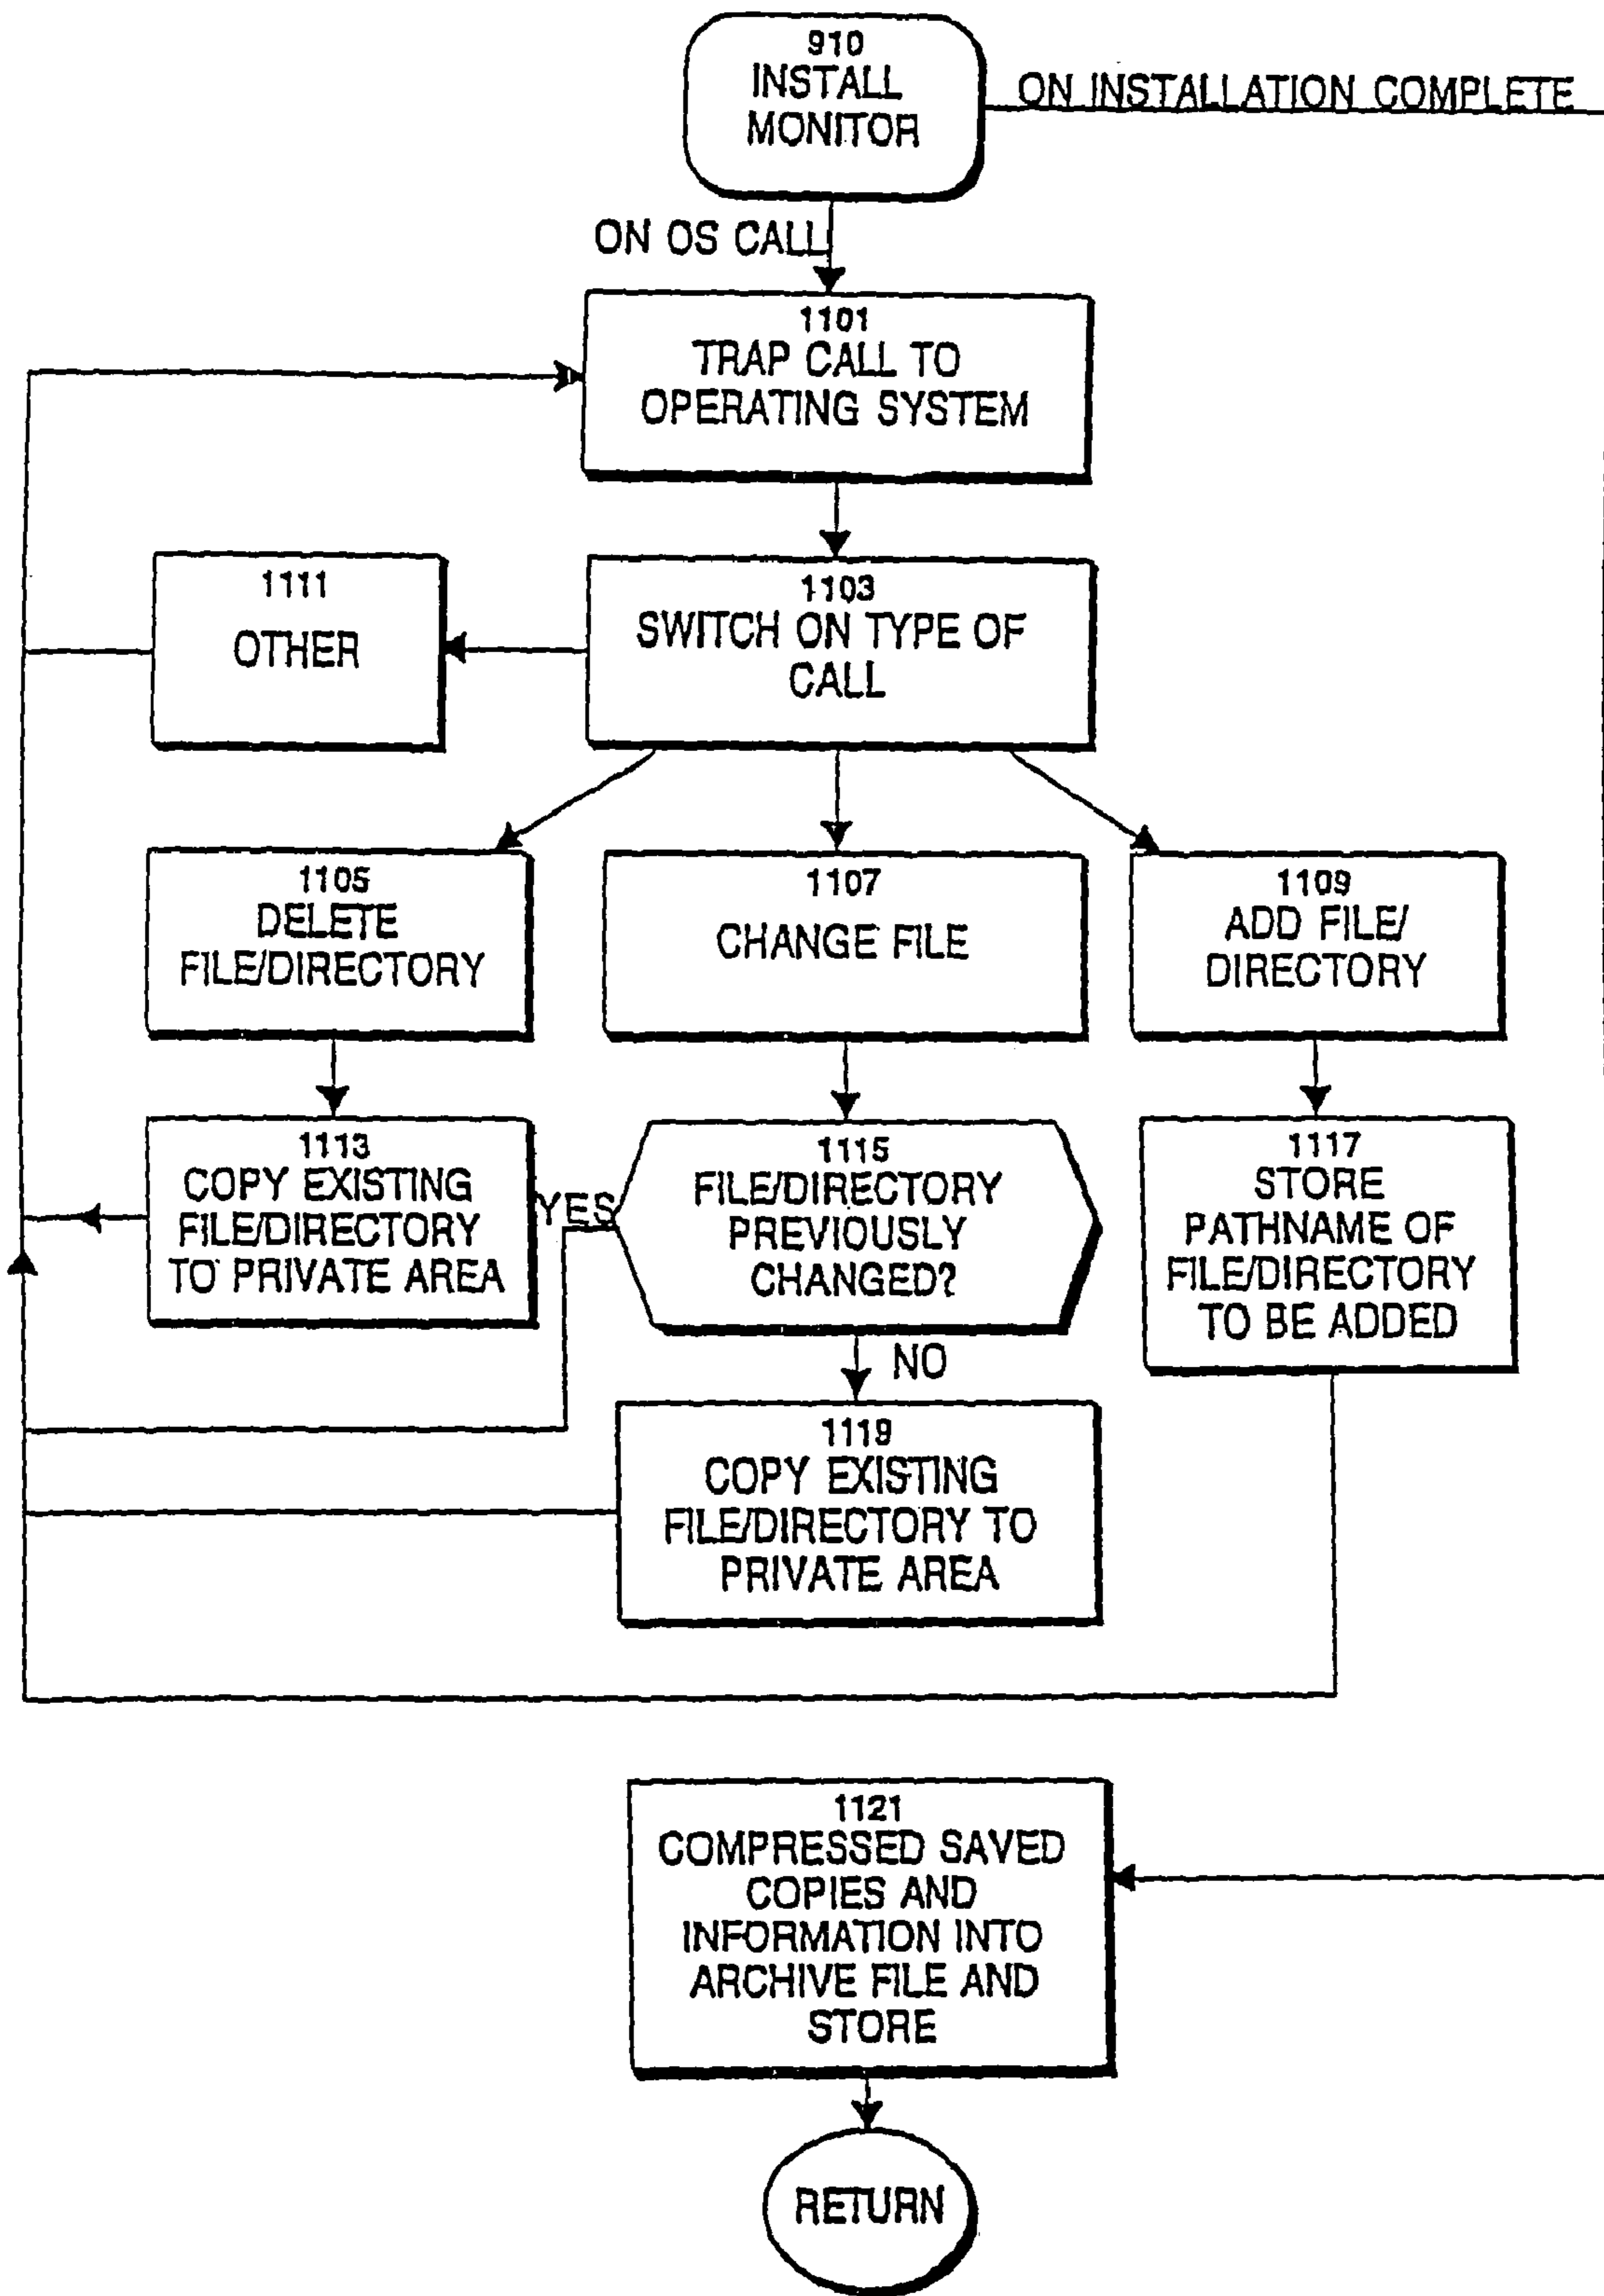 910
INSTALL
MONITOR
ON INSTALLATION COMPLETE
ON OS CALL
1101
TRAP CALL TO
OPERATING SYSTEM
1111
OTHER
1103
SWITCH ON TYPE OF
CALL
1105
DELETE
FILE/DIRECTORY
1107
CHANGE FILE
1109
ADD FILE/
DIRECTORY
1113
COPY EXISTING
FILE/DIRECTORY
TO PRIVATE AREA
YES
1115
FILE/DIRECTORY
PREVIOUSLY
CHANGED?
NO
1117
STORE
PATHNAME OF
FILE/DIRECTORY
TO BE ADDED
1119
COPY EXISTING
FILE/DIRECTORY TO
PRIVATE AREA
1121
COMPRESSED SAVED
COPIES AND
INFORMATION INTO
ARCHIVE FILE AND
STORE
RETURN